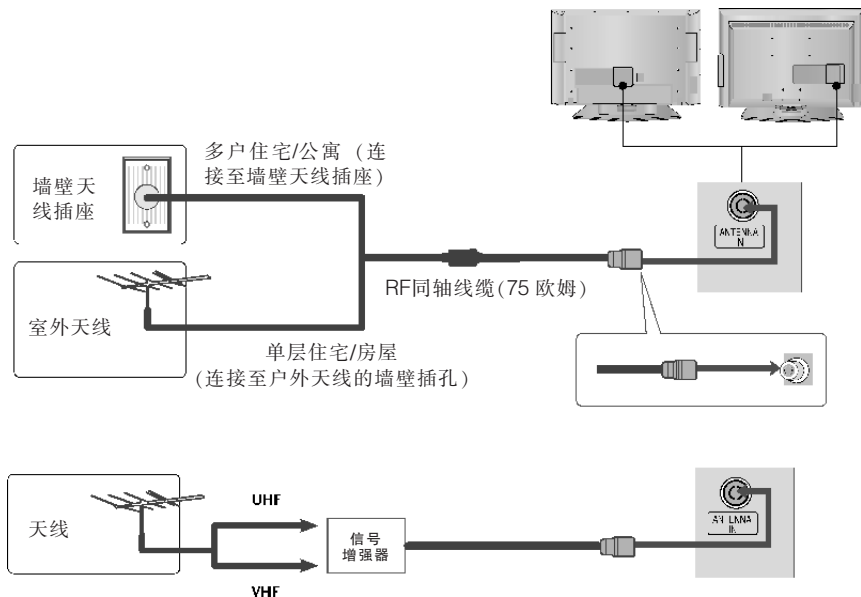 多户住宅/公寓（连
接至墙壁天线插座）
墙壁天
线插座
ANTENNA
IN
RF同轴线缆(75 欧姆)
室外天线
单层住宅/房屋
(连接至户外天线的墙壁插孔)
天线
UHF
信号
增强器
VHF
ANTENNA
IN